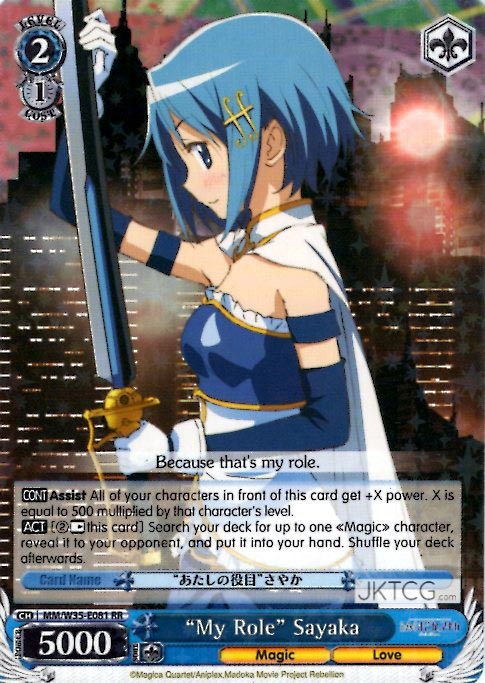 LEVEL
2
1
COST
Because that's my role.
CONT Assist All of your characters in front of this card get +X power. X is
equal to 500 multiplied by that character's level.
ACT [② this card] Search your deck for up to one «Magic» character,
reveal it to your opponent, and put it into your hand. Shuffle your deck
afterwards.
Card Name
"あたしの役目"さやか
JKTCG.com
CH MM/W35-E081 RR
5000
"My Role" Sayaka
Magic
Love
©Magica Quartet/Aniplex,Madoka Movie Project Rebellion